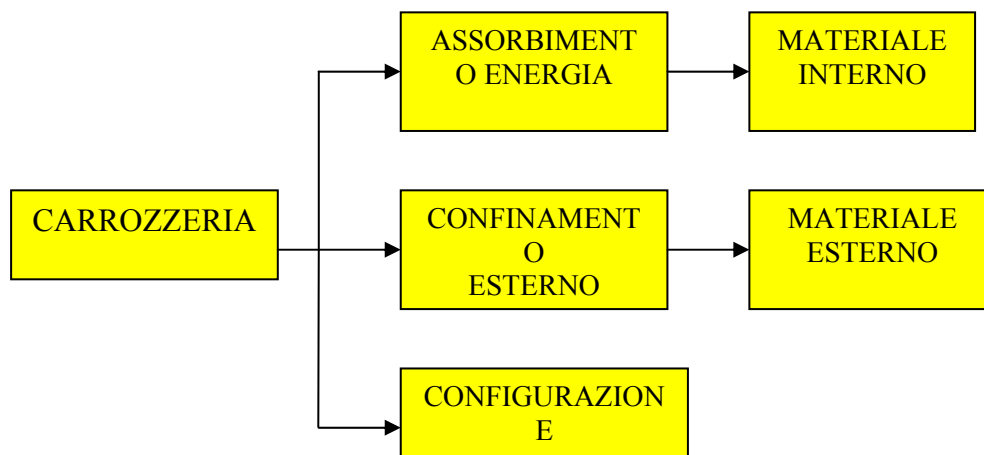 ASSORBIMENT
O ENERGIA
MATERIALE
INTERNO
CARROZZERIA
CONFINAMENT
O
ESTERNO
MATERIALE
ESTERNO
CONFIGURAZION
E